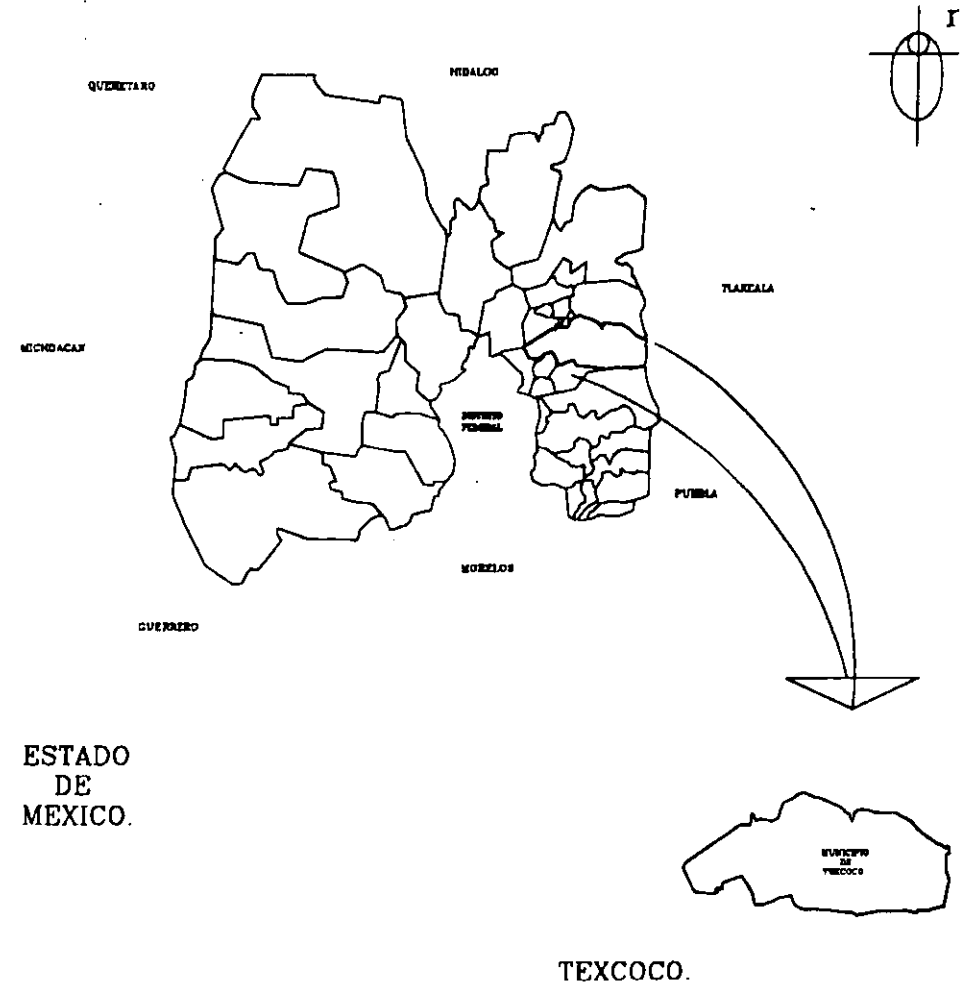 n
QUERETARO
HIDALGO
TLAXCALA
MICHOACAN
DISTRITO
FEDERAL
PUEBLA
MORELOS
GUERRERO
ESTADO
DE
MEXICO.
MUNICIPIO
DE
TEXCOCO
TEXCOCO.